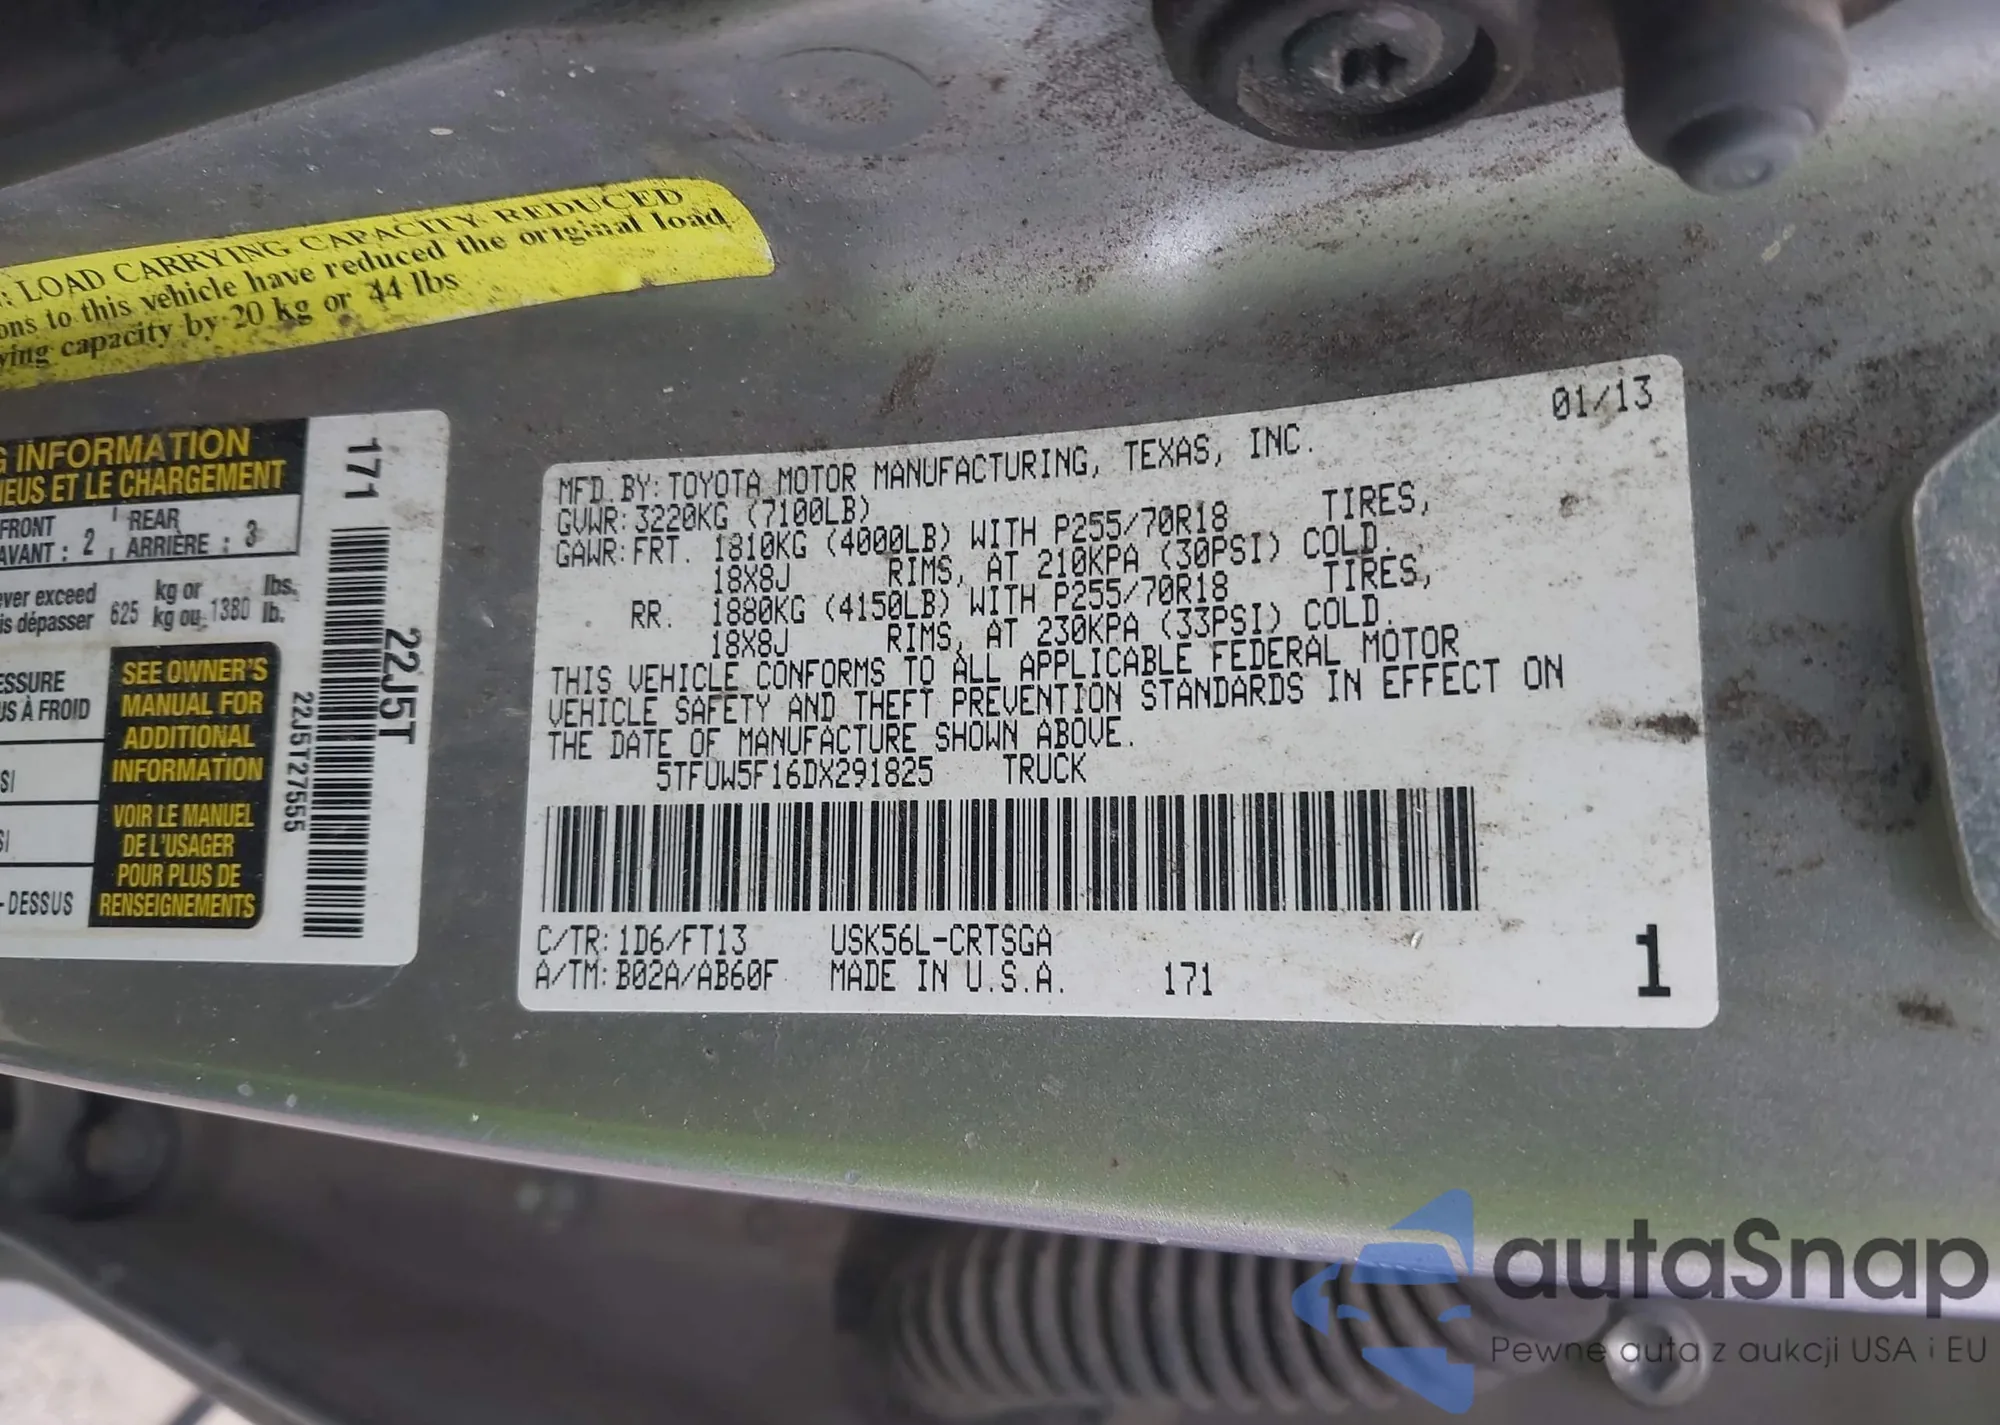 : LOAD CARRYING CAPACITY REDUCED
ons to this vehicle have reduced the original load
ying capacity by 20 kg or 44 lbs
G INFORMATION
NEUS ET LE CHARGEMENT
FRONT
AVANT : 2
REAR
ARRIÈRE : 3
ever exceed
is dépasser 625 kg or kg ou 1380 lbs. lb.
ESSURE
US À FROID
SI
SI
-DESSUS
SEE OWNER'S
MANUAL FOR
ADDITIONAL
INFORMATION
VOIR LE MANUEL
DE L'USAGER
POUR PLUS DE
RENSEIGNEMENTS
171
22J5T
22J5T27555
01/13
MFD. BY: TOYOTA MOTOR MANUFACTURING, TEXAS, INC.
GVWR: 3220KG (7100LB)
GAWR: FRT. 1810KG (4000LB) WITH P255/70R18 TIRES,
18X8J RIMS, AT 210KPA (30PSI) COLD.
RR. 1880KG (4150LB) WITH P255/70R18 TIRES,
18X8J RIMS, AT 230KPA (33PSI) COLD.
THIS VEHICLE CONFORMS TO ALL APPLICABLE FEDERAL MOTOR
VEHICLE SAFETY AND THEFT PREVENTION STANDARDS IN EFFECT ON
THE DATE OF MANUFACTURE SHOWN ABOVE.
5TFUW5F16DX291825 TRUCK
C/TR: 1D6/FT13 USK56L-CRTSGA
A/TM: B02A/AB60F MADE IN U.S.A. 171
1
autaSnap
Pewne auta z aukcji USA i EU